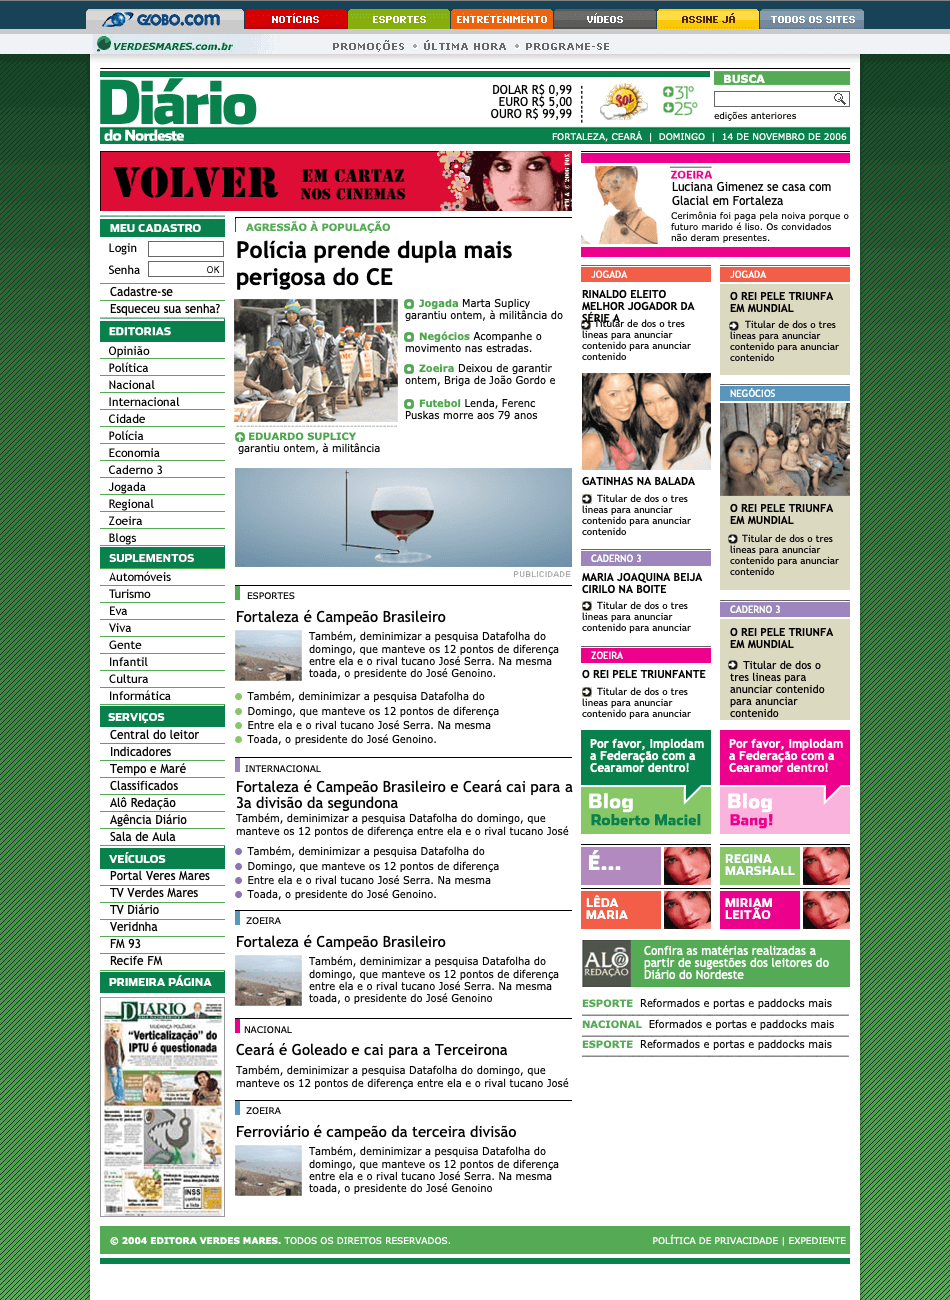 GLOBO.COM
NOTÍCIAS
ESPORTES
ENTRETENIMENTO
VÍDEOS
ASSINE JÁ
TODOS OS SITES
VERDESMARES.com.br
PROMOÇÕES • ÚLTIMA HORA • PROGRAME-SE
Diário
do Nordeste
DOLAR R$ 0,99
EURO R$ 5,00
OURO R$ 99,99
SOL
31°
25°
BUSCA
edições anteriores
FORTALEZA, CEARÁ | DOMINGO | 14 DE NOVEMBRO DE 2006
VOLVER
EM CARTAZ
NOS CINEMAS
ZOEIRA
Luciana Gimenez se casa com
Glacial em Fortaleza
Cerimônia foi paga pela noiva porque o
futuro marido é liso. Os convidados
não deram presentes.
MEU CADASTRO
Login
Senha
OK
Cadastre-se
Esqueceu sua senha?
EDITORIAS
Opinião
Política
Nacional
Internacional
Cidade
Polícia
Economia
Caderno 3
Jogada
Regional
Zoeira
Blogs
SUPLEMENTOS
Automóveis
Turismo
Eva
Viva
Gente
Infantil
Cultura
Informática
SERVIÇOS
Central do leitor
Indicadores
Tempo e Maré
Classificados
Alô Redação
Agência Diário
Sala de Aula
VEÍCULOS
Portal Veres Mares
TV Verdes Mares
TV Diário
Veridnha
FM 93
Recife FM
PRIMEIRA PÁGINA
DIARIO
MUDANÇA POLÊMICA
"Verticalização" do
IPTU é questionada
INSS
confira
a lista
AGRESSÃO À POPULAÇÃO
Polícia prende dupla mais
perigosa do CE
Jogada Marta Suplicy
garantiu ontem, à militância do
Negócios Acompanhe o
movimento nas estradas.
Zoeira Deixou de garantir
ontem, Briga de João Gordo e
Futebol Lenda, Ferenc
Puskas morre aos 79 anos
EDUARDO SUPLICY
garantiu ontem, à militância
PUBLICIDADE
ESPORTES
Fortaleza é Campeão Brasileiro
Também, deminimizar a pesquisa Datafolha do
domingo, que manteve os 12 pontos de diferença
entre ela e o rival tucano José Serra. Na mesma
toada, o presidente do José Genoino.
Também, deminimizar a pesquisa Datafolha do
Domingo, que manteve os 12 pontos de diferença
Entre ela e o rival tucano José Serra. Na mesma
Toada, o presidente do José Genoino.
INTERNACIONAL
Fortaleza é Campeão Brasileiro e Ceará cai para a
3a divisão da segundona
Também, deminimizar a pesquisa Datafolha do domingo, que
manteve os 12 pontos de diferença entre ela e o rival tucano José
Também, deminimizar a pesquisa Datafolha do
Domingo, que manteve os 12 pontos de diferença
Entre ela e o rival tucano José Serra. Na mesma
Toada, o presidente do José Genoino.
ZOEIRA
Fortaleza é Campeão Brasileiro
Também, deminimizar a pesquisa Datafolha do
domingo, que manteve os 12 pontos de diferença
entre ela e o rival tucano José Serra. Na mesma
toada, o presidente do José Genoino
NACIONAL
Ceará é Goleado e cai para a Terceirona
Também, deminimizar a pesquisa Datafolha do domingo, que
manteve os 12 pontos de diferença entre ela e o rival tucano José
ZOEIRA
Ferroviário é campeão da terceira divisão
Também, deminimizar a pesquisa Datafolha do
domingo, que manteve os 12 pontos de diferença
entre ela e o rival tucano José Serra. Na mesma
toada, o presidente do José Genoino
JOGADA
RINALDO ELEITO
MELHOR JOGADOR DA
SÉRIE A
Titular de dos o tres
lineas para anunciar
contenido para anunciar
contenido
GATINHAS NA BALADA
Titular de dos o tres
lineas para anunciar
contenido para anunciar
contenido
CADERNO 3
MARIA JOAQUINA BEIJA
CIRILO NA BOITE
Titular de dos o tres
lineas para anunciar
contenido para anunciar
ZOEIRA
O REI PELE TRIUNFANTE
Titular de dos o tres
lineas para anunciar
contenido para anunciar
JOGADA
O REI PELE TRIUNFA
EM MUNDIAL
Titular de dos o tres
lineas para anunciar
contenido para anunciar
contenido
NEGÓCIOS
O REI PELE TRIUNFA
EM MUNDIAL
Titular de dos o tres
lineas para anunciar
contenido para anunciar
contenido
CADERNO 3
O REI PELE TRIUNFA
EM MUNDIAL
Titular de dos o
tres lineas para
anunciar contenido
para anunciar
contenido
Por favor, Implodam
a Federação com a
Cearamor dentro!
Blog
Roberto Maciel
Por favor, Implodam
a Federação com a
Cearamor dentro!
Blog
Bang!
É...
REGINA
MARSHALL
LÊDA
MARIA
MIRIAM
LEITÃO
ALÔ
REDAÇÃO
Confira as matérias realizadas a
partir de sugestões dos leitores do
Diário do Nordeste
ESPORTE Reformados e portas e paddocks mais
NACIONAL Eformados e portas e paddocks mais
ESPORTE Reformados e portas e paddocks mais
© 2004 EDITORA VERDES MARES. TODOS OS DIREITOS RESERVADOS.
POLÍTICA DE PRIVACIDADE | EXPEDIENTE